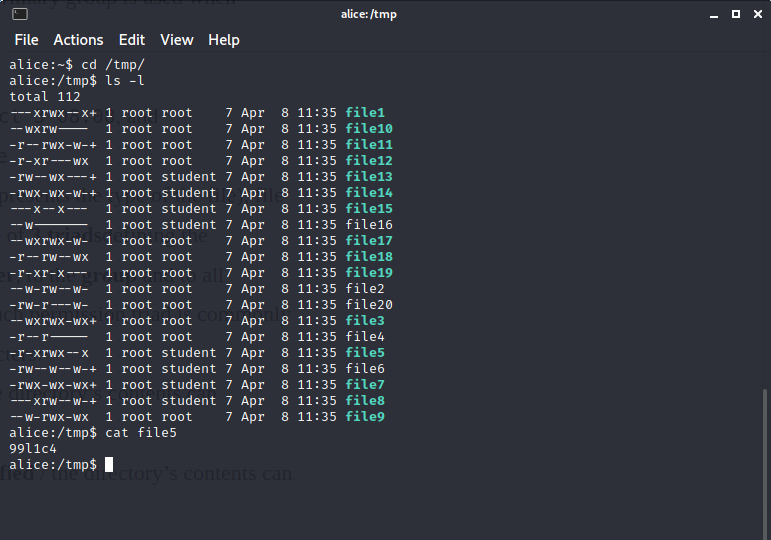 alice:/tmp
File Actions Edit View Help
alice:~$ cd /tmp/
alice:/tmp$ ls -l
total 112
---xrwx--x+ 1 root root    7 Apr  8 11:35 file1
--wxrw----  1 root root    7 Apr  8 11:35 file10
-r--rwx-w-+ 1 root root    7 Apr  8 11:35 file11
-r-xr---wx  1 root root    7 Apr  8 11:35 file12
-rw--wx---+ 1 root student 7 Apr  8 11:35 file13
-rwx-wx-w-+ 1 root student 7 Apr  8 11:35 file14
---x--x---  1 root student 7 Apr  8 11:35 file15
--w-------  1 root student 7 Apr  8 11:35 file16
--wxrwx-w-  1 root root    7 Apr  8 11:35 file17
-r--rw--wx  1 root root    7 Apr  8 11:35 file18
-r-xr-x---  1 root root    7 Apr  8 11:35 file19
--w-rw--w-  1 root root    7 Apr  8 11:35 file2
-rw-r---w-  1 root root    7 Apr  8 11:35 file20
--wxrwx-wx+ 1 root root    7 Apr  8 11:35 file3
-r--r-----  1 root root    7 Apr  8 11:35 file4
-r-xrwx--x  1 root student 7 Apr  8 11:35 file5
-rw--w--w-+ 1 root student 7 Apr  8 11:35 file6
-rwx-wx-wx+ 1 root student 7 Apr  8 11:35 file7
---xrw--w-+ 1 root student 7 Apr  8 11:35 file8
--w-rwx-wx  1 root root    7 Apr  8 11:35 file9
alice:/tmp$ cat file5
99l1c4
alice:/tmp$
the directory's contents can